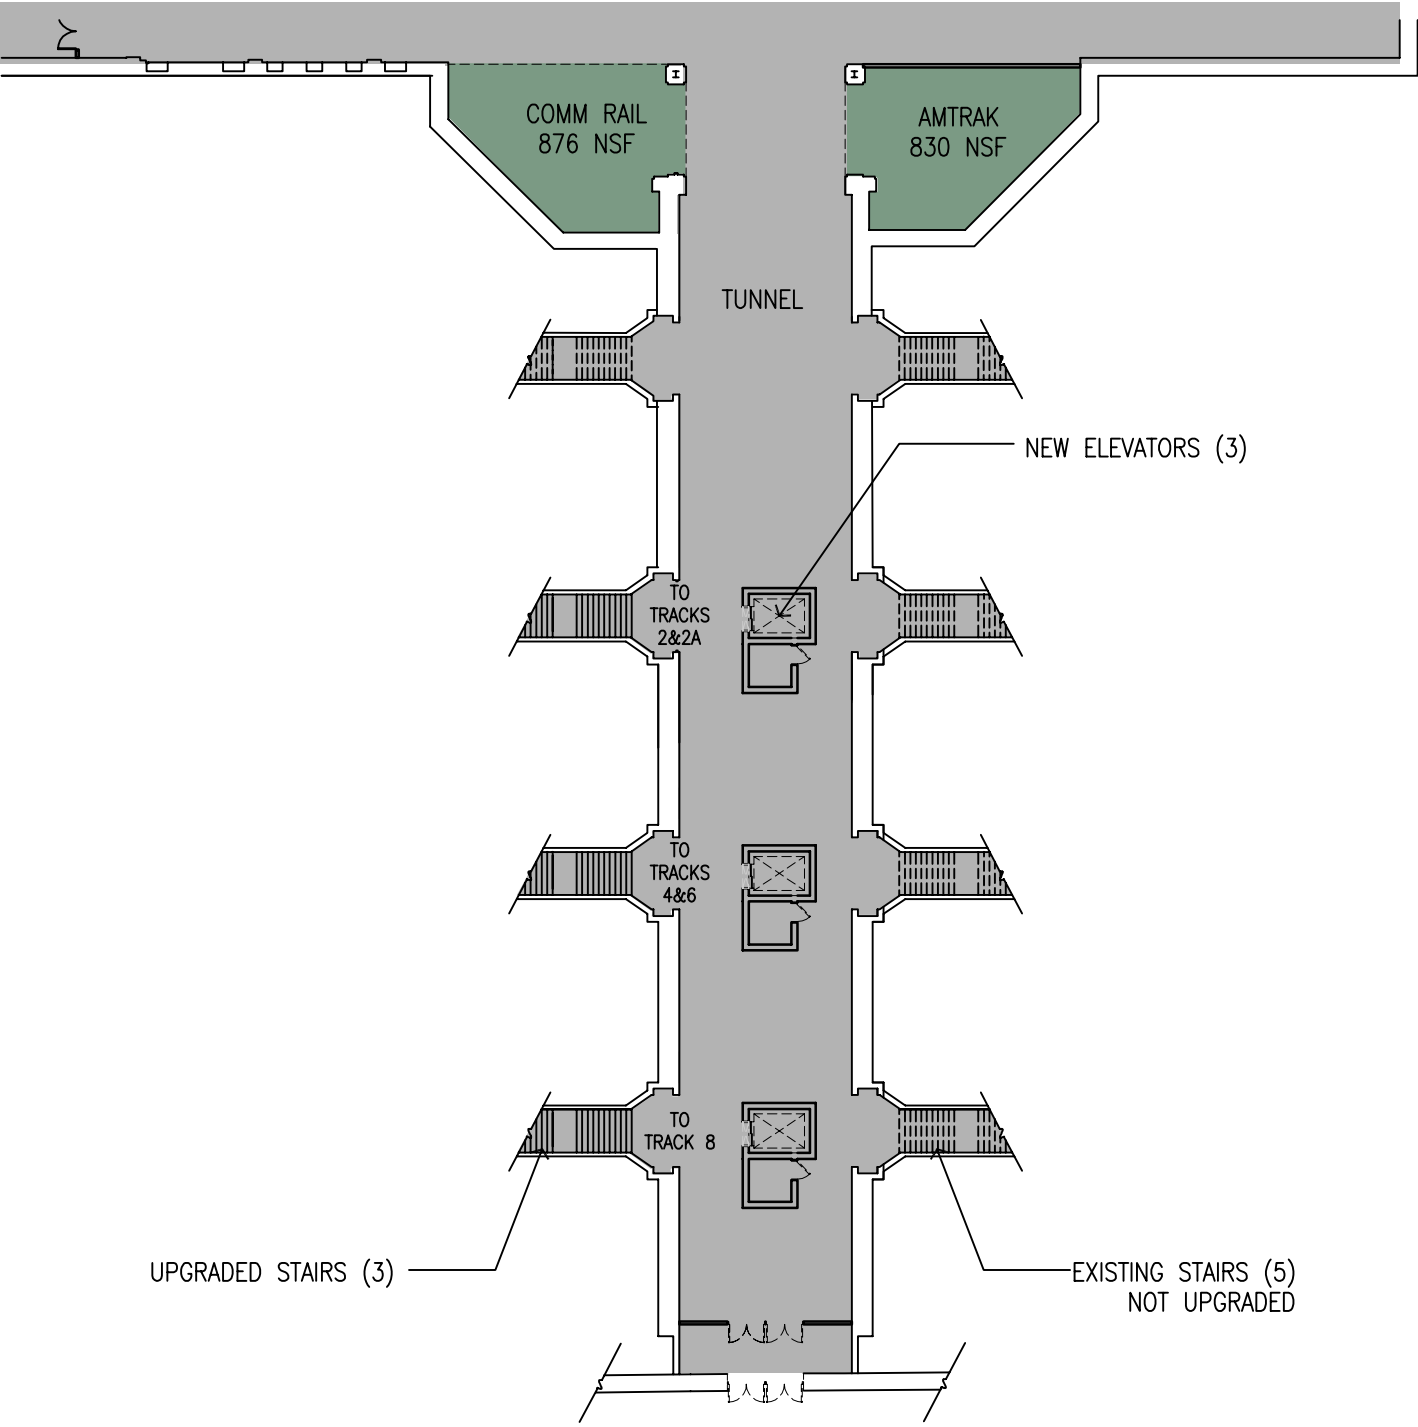 COMM RAIL
876 NSF
AMTRAK
830 NSF
TUNNEL
NEW ELEVATORS (3)
TO
TRACKS
2&2A
TO
TRACKS
4&6
TO
TRACK 8
UPGRADED STAIRS (3)
EXISTING STAIRS (5)
NOT UPGRADED